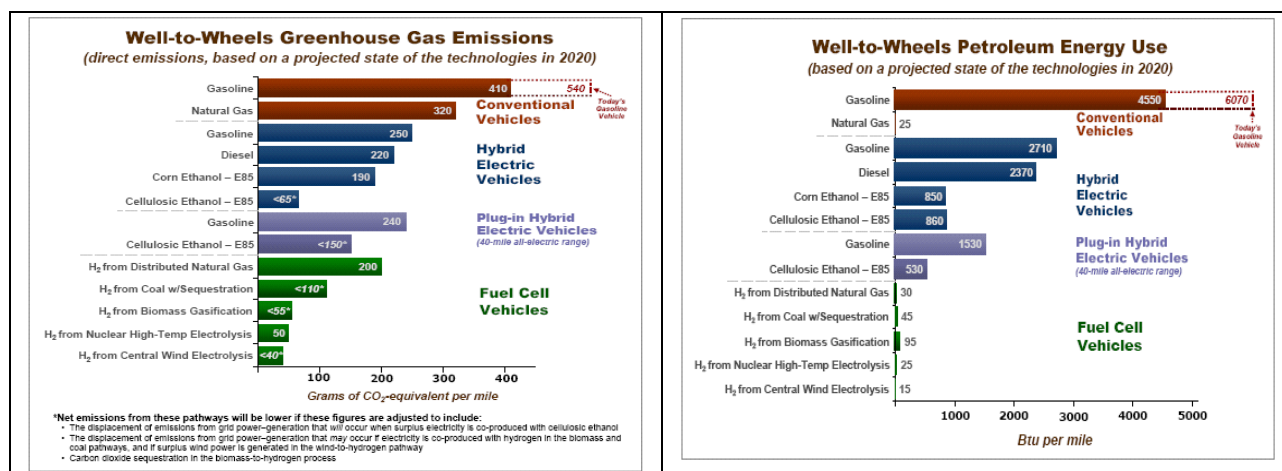 Well-to-Wheels Greenhouse Gas Emissions
(direct emissions, based on a projected state of the technologies in 2020)
Gasoline 410 540
Today's
Gasoline
Vehicle
Natural Gas 320
Conventional
Vehicles
Gasoline 250
Diesel 220
Corn Ethanol – E85 190
Cellulosic Ethanol – E85 <65*
Hybrid
Electric
Vehicles
Gasoline 240
Cellulosic Ethanol – E85 <150*
Plug-in Hybrid
Electric Vehicles
(40-mile all-electric range)
H2 from Distributed Natural Gas 200
H2 from Coal w/Sequestration <110*
H2 from Biomass Gasification <55*
H2 from Nuclear High-Temp Electrolysis 50
H2 from Central Wind Electrolysis <40*
Fuel Cell
Vehicles
100 200 300 400
Grams of CO2-equivalent per mile
*Net emissions from these pathways will be lower if these figures are adjusted to include:
• The displacement of emissions from grid power–generation that will occur when surplus electricity is co-produced with cellulosic ethanol
• The displacement of emissions from grid power–generation that may occur if electricity is co-produced with hydrogen in the biomass and
coal pathways, and if surplus wind power is generated in the wind-to-hydrogen pathway
• Carbon dioxide sequestration in the biomass-to-hydrogen process
Well-to-Wheels Petroleum Energy Use
(based on a projected state of the technologies in 2020)
Gasoline 4550 6070
Today's
Gasoline
Vehicle
Natural Gas 25
Conventional
Vehicles
Gasoline 2710
Diesel 2370
Corn Ethanol – E85 850
Cellulosic Ethanol – E85 860
Hybrid
Electric
Vehicles
Gasoline 1530
Cellulosic Ethanol – E85 530
Plug-in Hybrid
Electric Vehicles
(40-mile all-electric range)
H2 from Distributed Natural Gas 30
H2 from Coal w/Sequestration 45
H2 from Biomass Gasification 95
H2 from Nuclear High-Temp Electrolysis 25
H2 from Central Wind Electrolysis 15
Fuel Cell
Vehicles
1000 2000 3000 4000 5000
Btu per mile